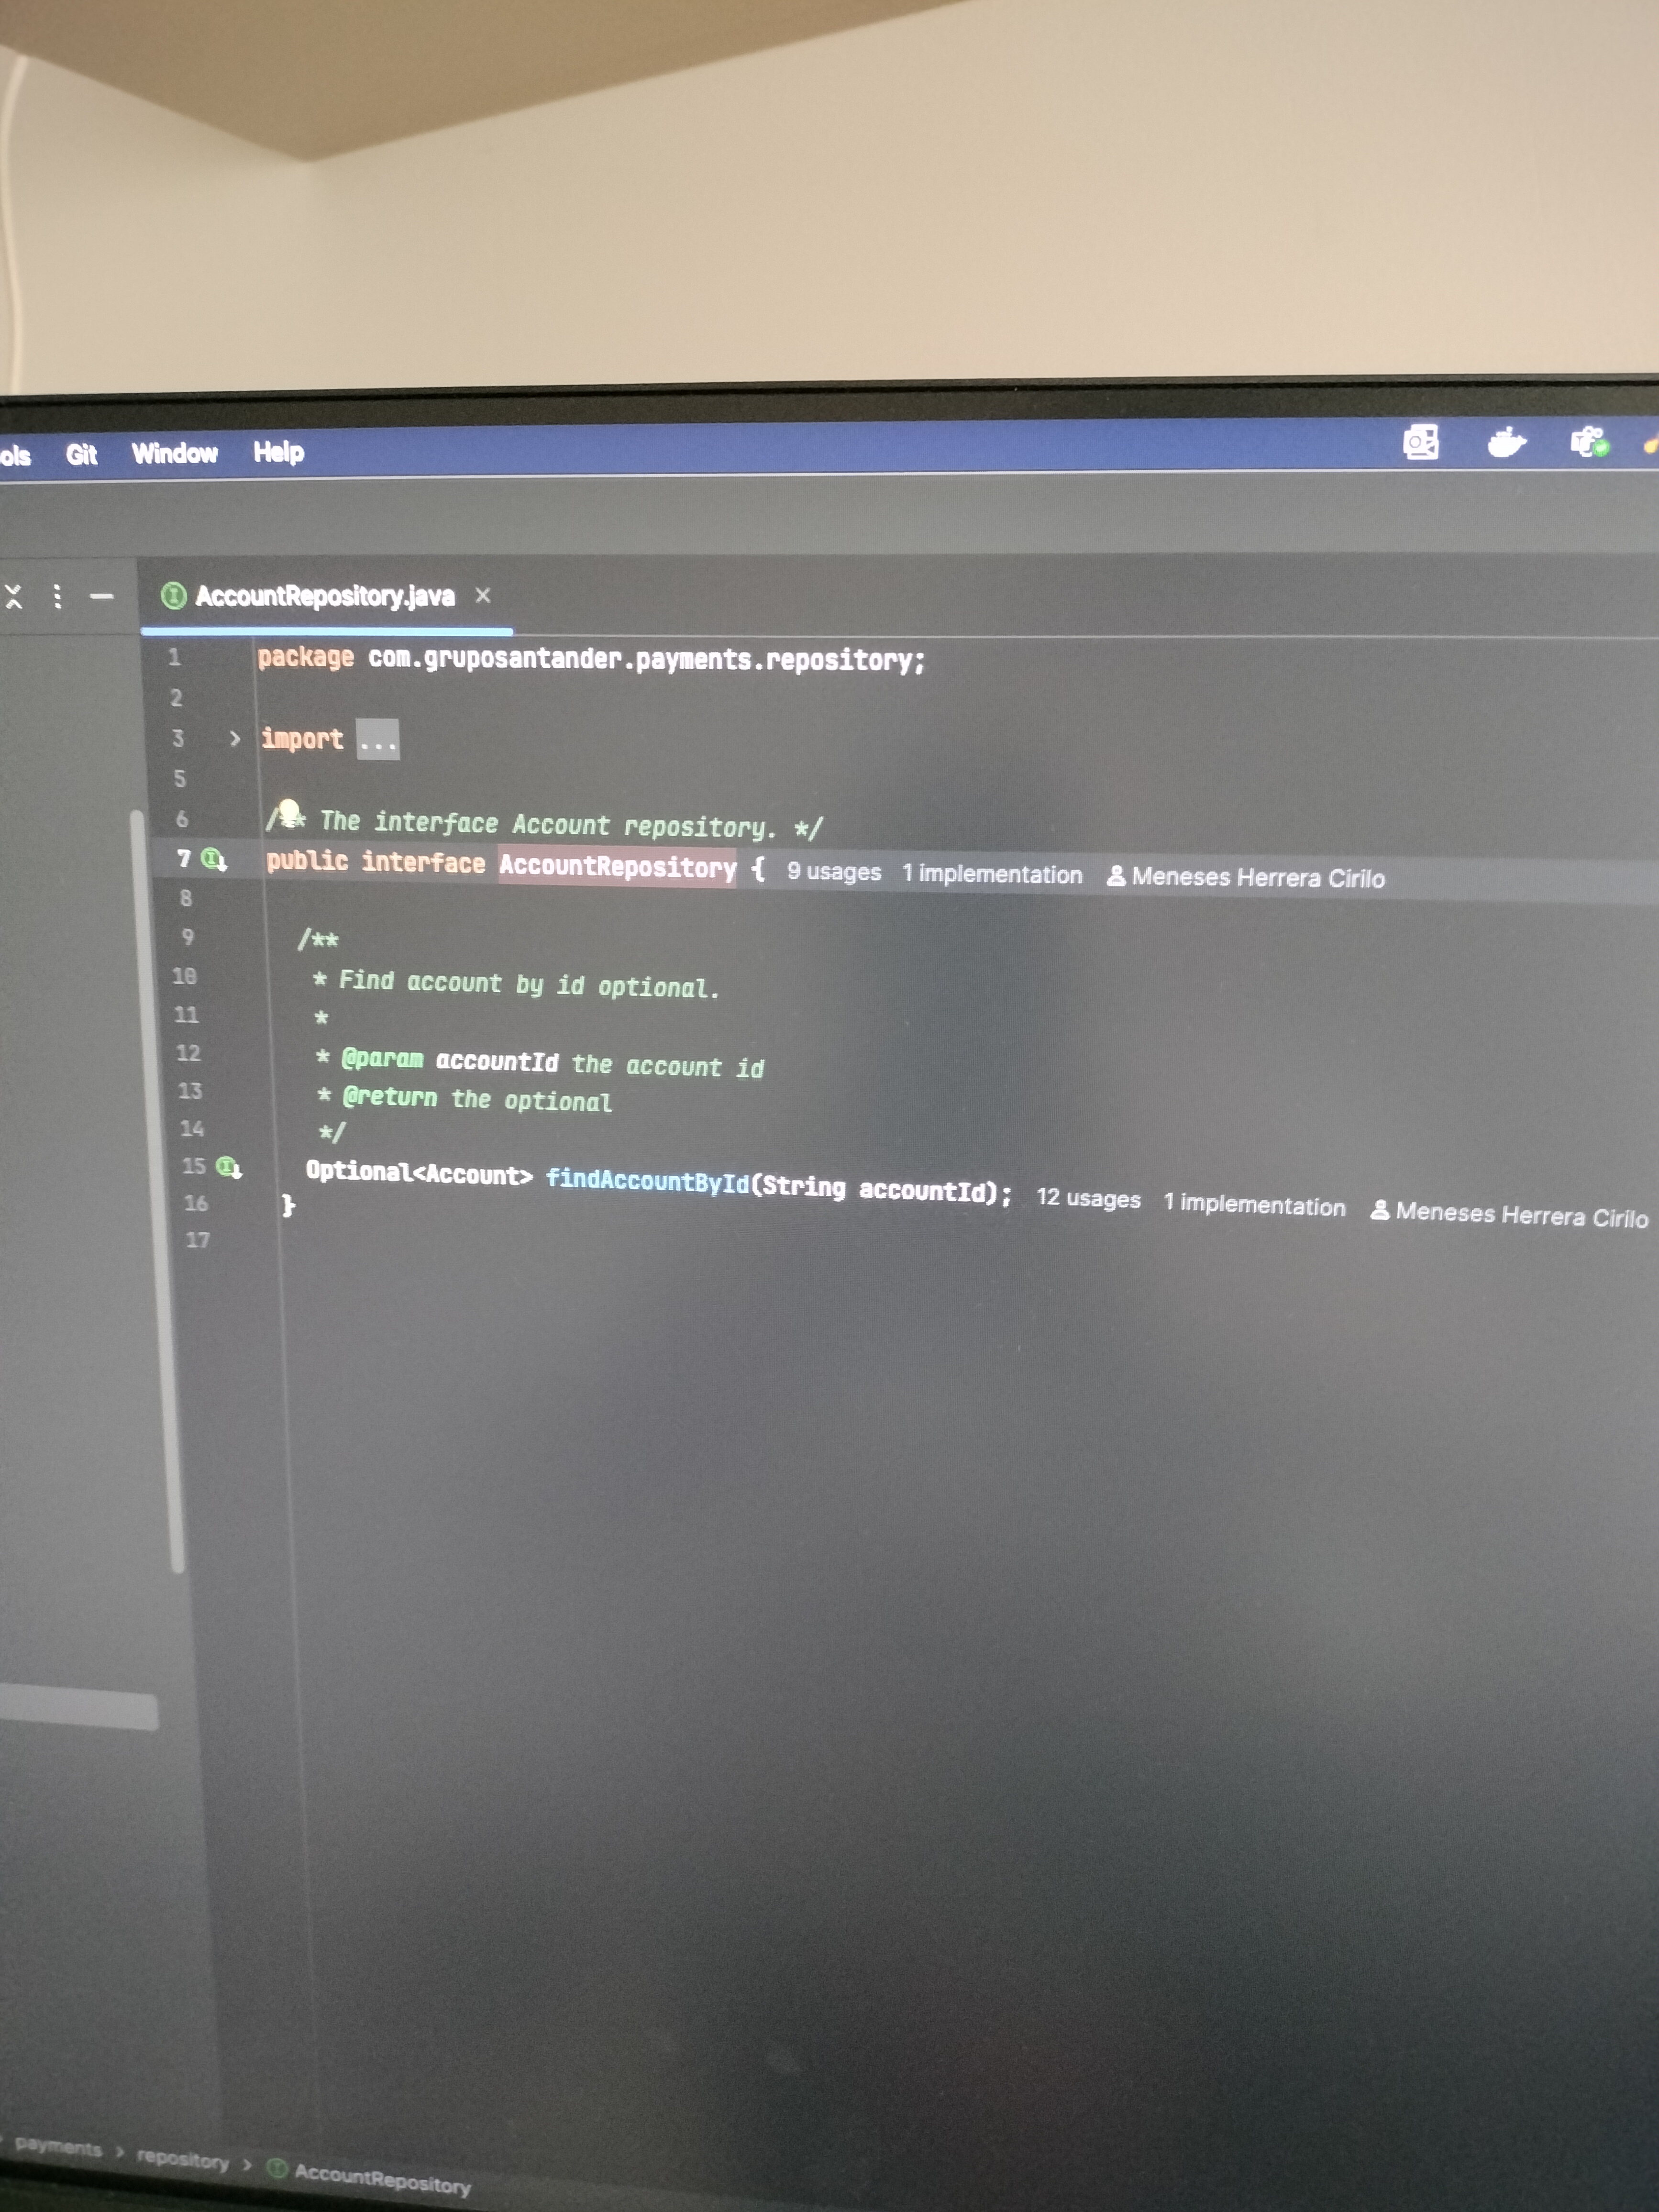 ols Git Window Help
AccountRepository.java
1 package com.gruposantander.payments.repository;
2
3 import ...
5
6 /** The interface Account repository. */
7 public interface AccountRepository { 9 usages 1 implementation Meneses Herrera Cirilo
8
9 /**
10 * Find account by id optional.
11 *
12 * @param accountId the account id
13 * @return the optional
14 */
15 Optional<Account> findAccountById(String accountId); 12 usages 1 implementation Meneses Herrera Cirilo
16 }
17
payments > repository > AccountRepository